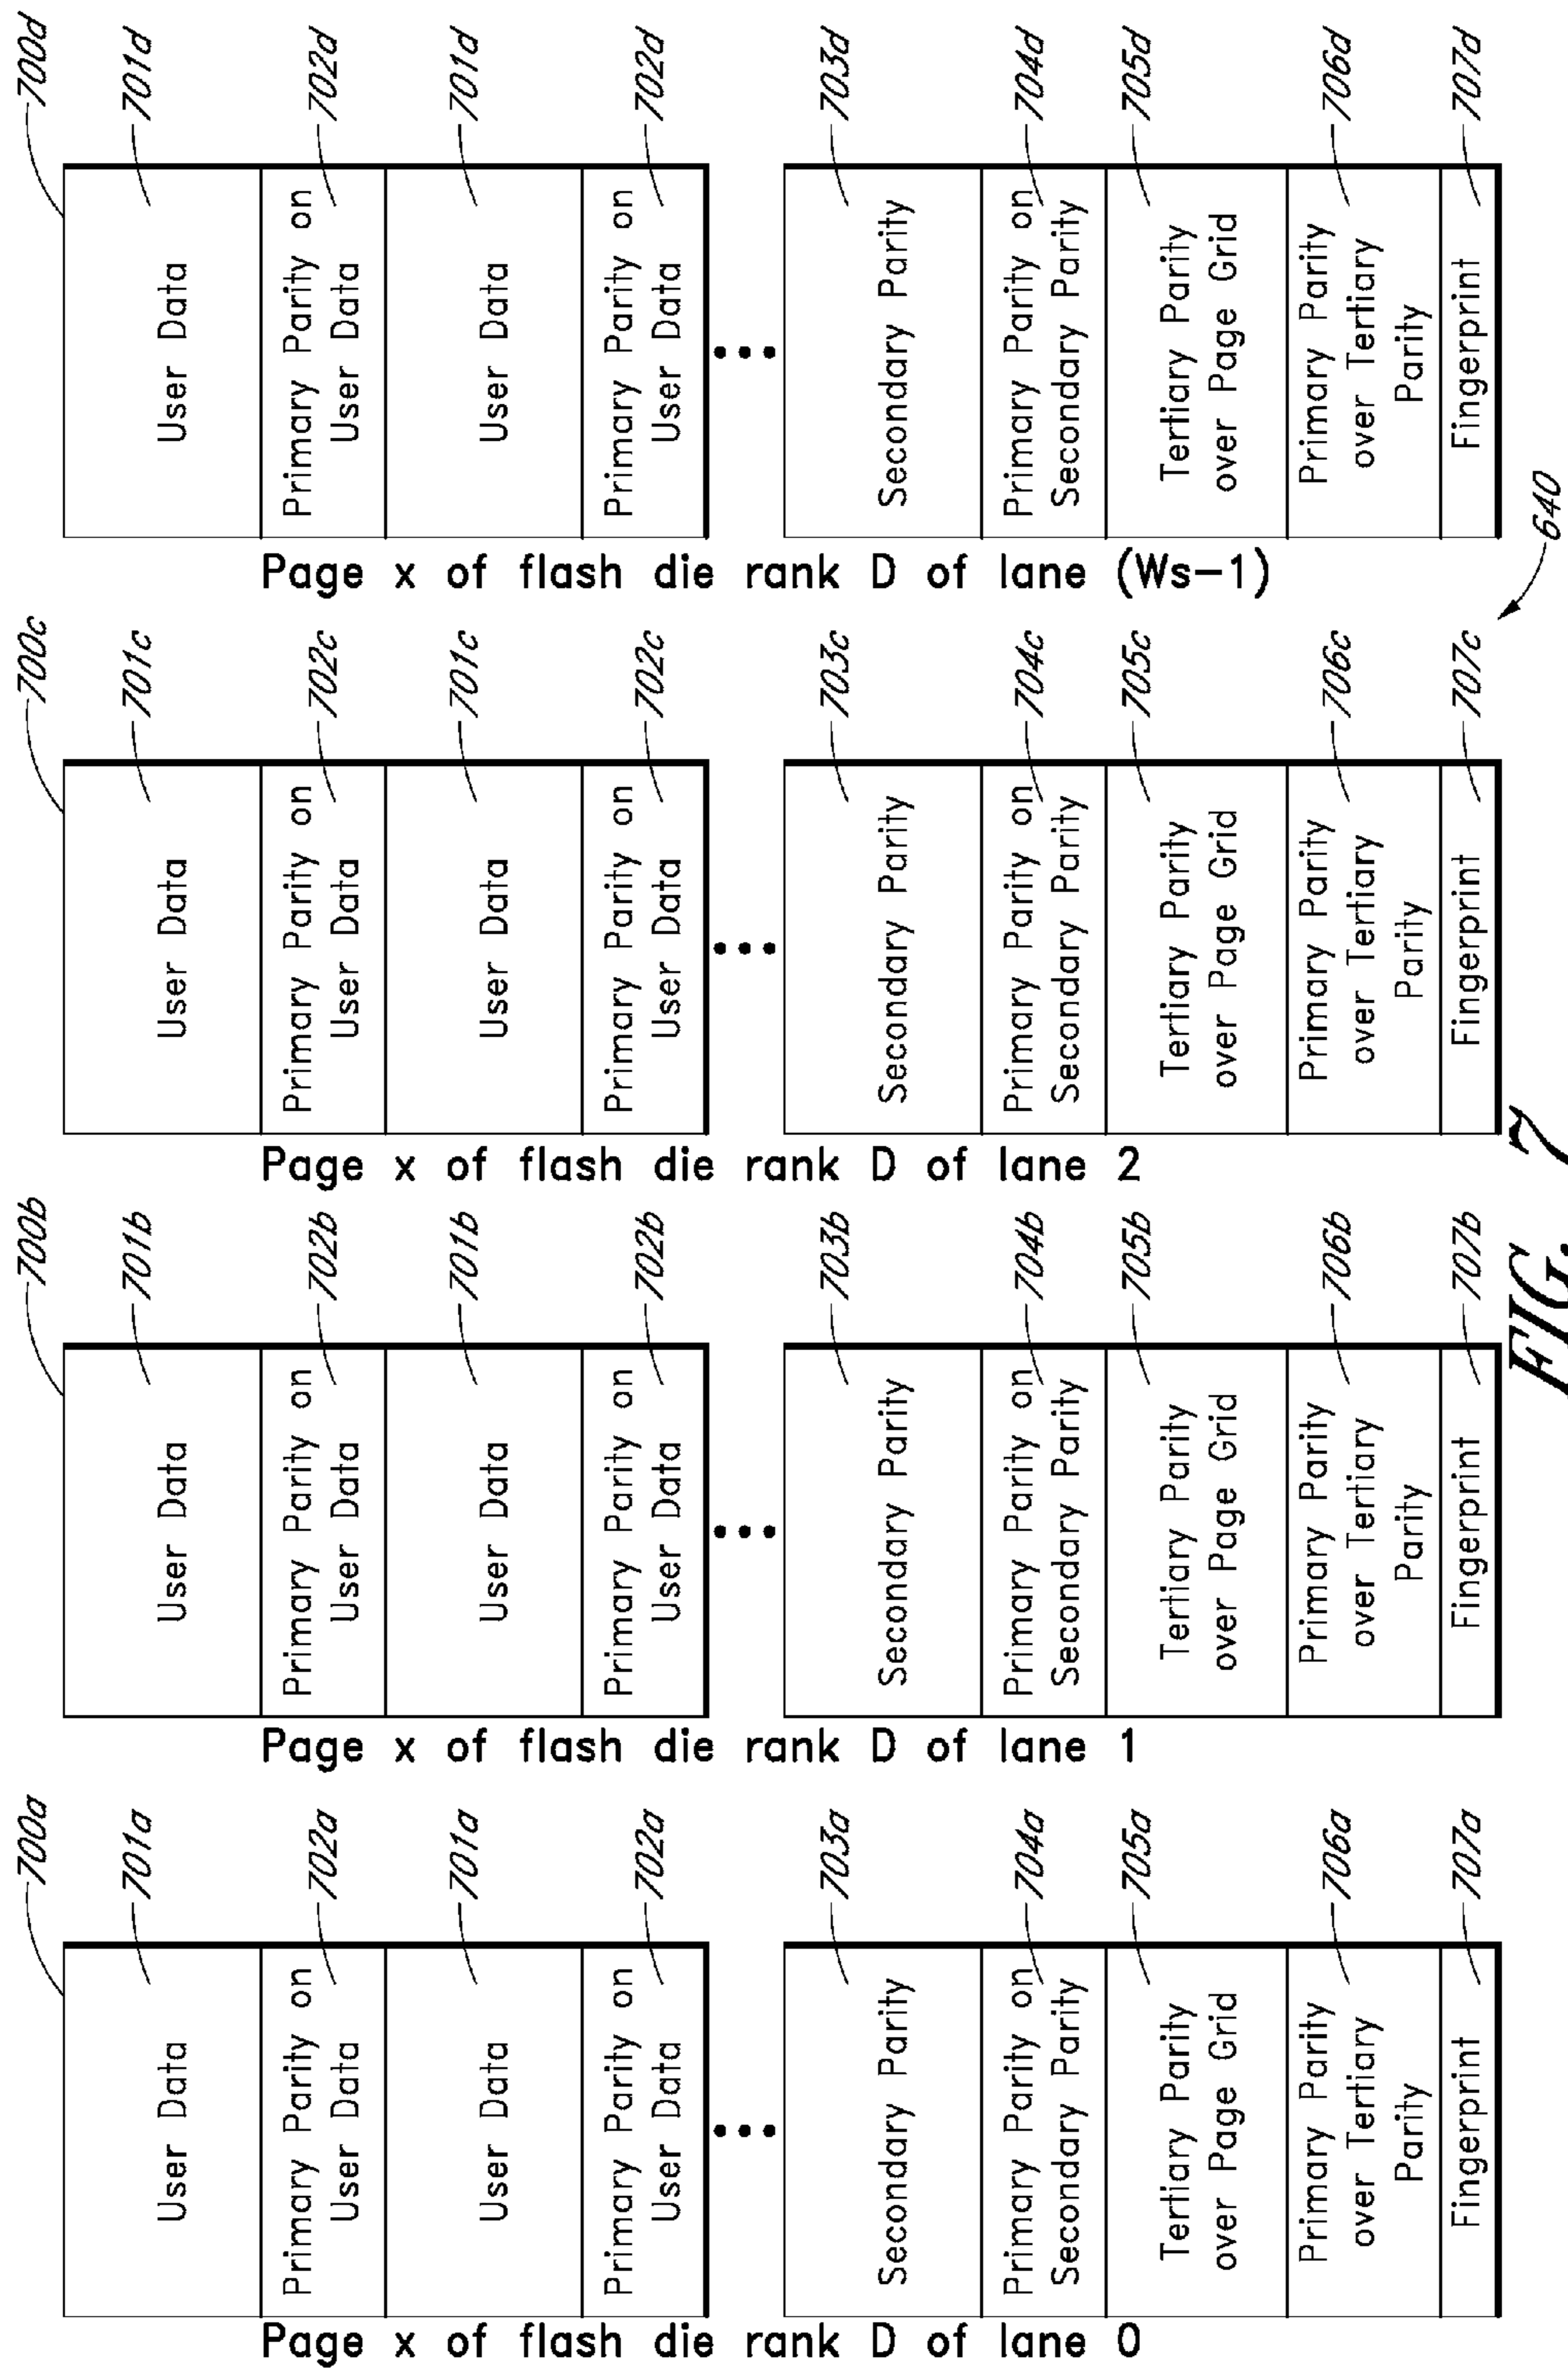 700a
Page x of flash die rank D of lane 0
User Data
701a
Primary Parity on
User Data
702a
User Data
701a
Primary Parity on
User Data
702a
Secondary Parity
703a
Primary Parity on
Secondary Parity
704a
Tertiary Parity
over Page Grid
705a
Primary Parity
over Tertiary
Parity
706a
Fingerprint
707a
700b
Page x of flash die rank D of lane 1
User Data
701b
Primary Parity on
User Data
702b
User Data
701b
Primary Parity on
User Data
702b
Secondary Parity
703b
Primary Parity on
Secondary Parity
704b
Tertiary Parity
over Page Grid
705b
Primary Parity
over Tertiary
Parity
706b
Fingerprint
707b
700c
Page x of flash die rank D of lane 2
User Data
701c
Primary Parity on
User Data
702c
User Data
701c
Primary Parity on
User Data
702c
Secondary Parity
703c
Primary Parity on
Secondary Parity
704c
Tertiary Parity
over Page Grid
705c
Primary Parity
over Tertiary
Parity
706c
Fingerprint
707c
700d
Page x of flash die rank D of lane (Ws-1)
User Data
701d
Primary Parity on
User Data
702d
User Data
701d
Primary Parity on
User Data
702d
Secondary Parity
703d
Primary Parity on
Secondary Parity
704d
Tertiary Parity
over Page Grid
705d
Primary Parity
over Tertiary
Parity
706d
Fingerprint
707d
640
FIG. 7